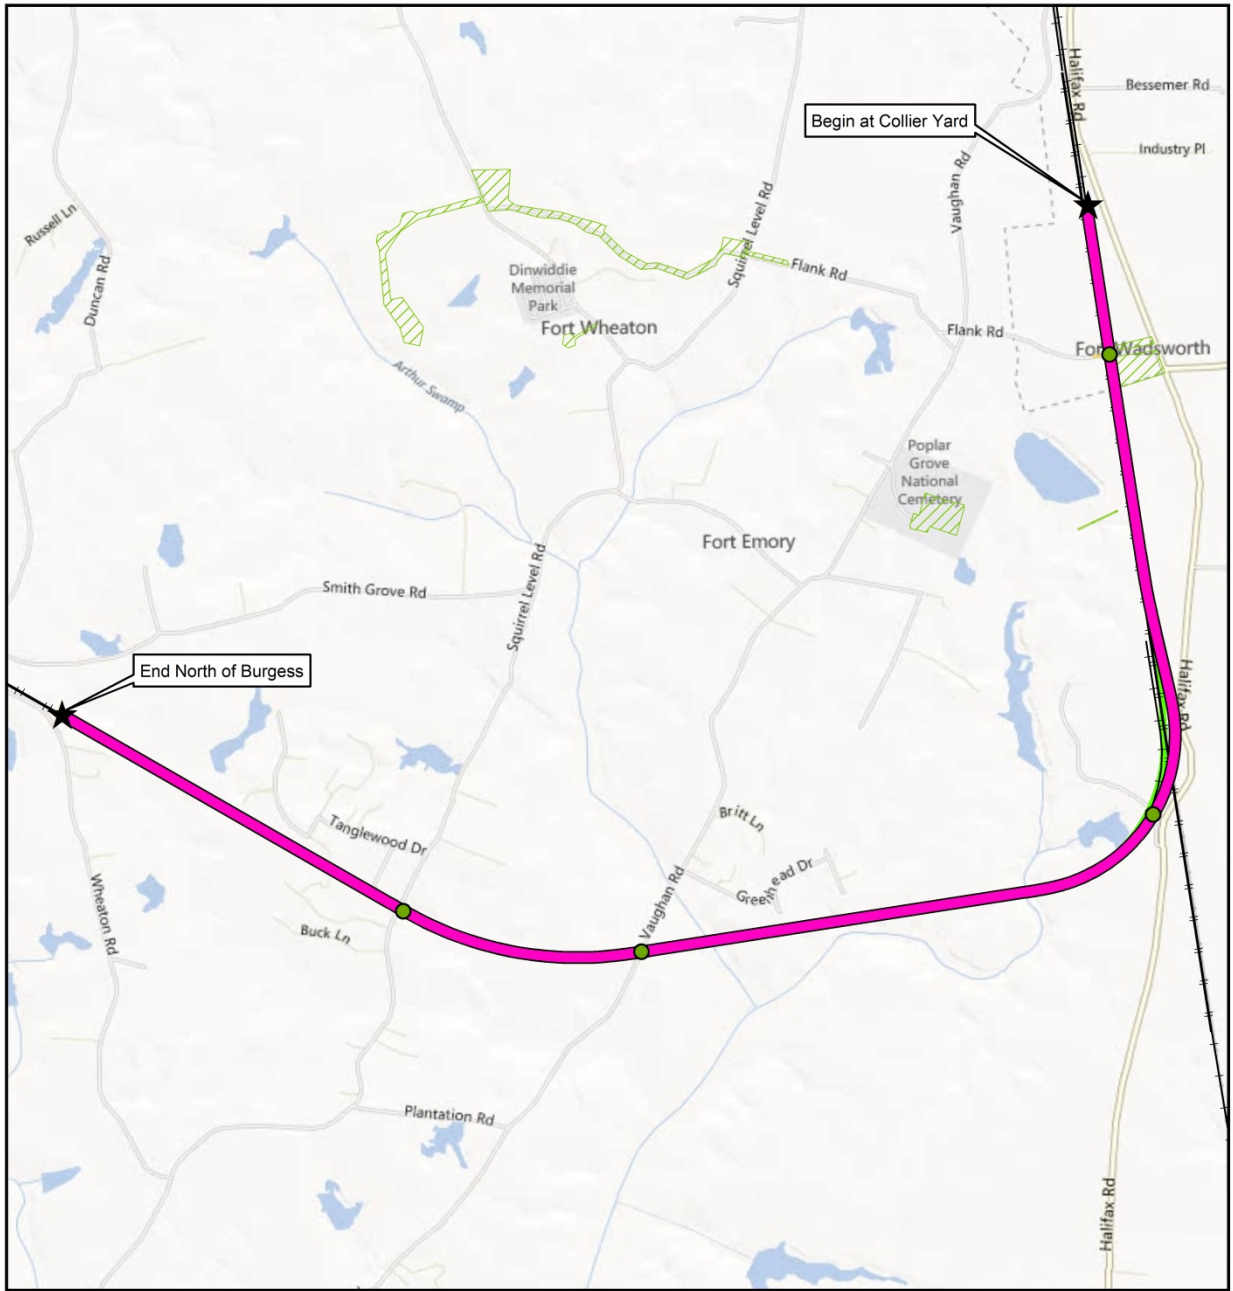 Halifax Rd
Bessemer Rd
Begin at Collier Yard
Industry Pl
Vaughan Rd
Russell Ln
Squirrel Level Rd
Duncan Rd
Flank Rd
Dinwiddie
Memorial
Park
Fort Wheaton
Flank Rd
Fort Wadsworth
Arthur Swamp
Poplar
Grove
National
Cemetery
Fort Emory
Squirrel Level Rd
Smith Grove Rd
End North of Burgess
Halifax Rd
Britt Ln
Tanglewood Dr
Greenhead Dr
Vaughan Rd
Wheaton Rd
Buck Ln
Plantation Rd
Halifax Rd